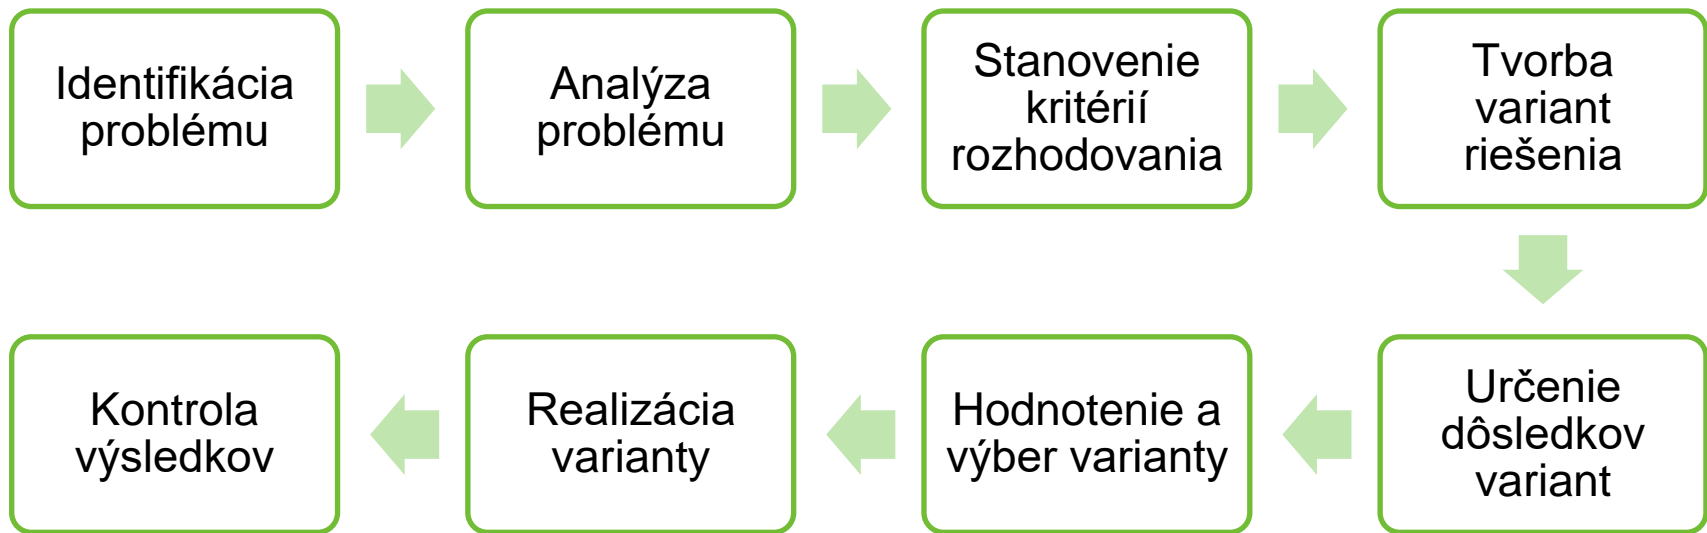 Identifikácia
problému
Analýza
problému
Stanovenie
kritérií
rozhodovania
Tvorba
variant
riešenia
Určenie
dôsledkov
variant
Hodnotenie a
výber varianty
Realizácia
varianty
Kontrola
výsledkov